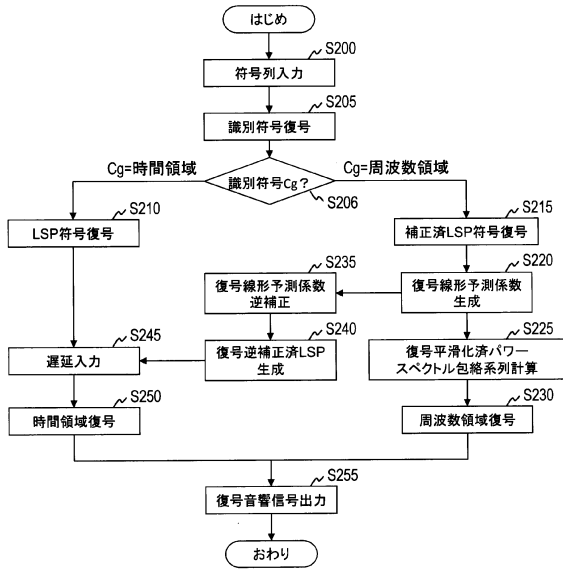 はじめ
S200
符号列入力
S205
識別符号復号
Cg=時間領域
Cg=周波数領域
識別符号Cg?
S206
S210
LSP符号復号
S215
補正済LSP符号復号
S235
復号線形予測係数
逆補正
S220
復号線形予測係数
生成
S245
遅延入力
S240
復号逆補正済LSP
生成
S225
復号平滑化済パワー
スペクトル包絡系列計算
S250
時間領域復号
S230
周波数領域復号
S255
復号音響信号出力
おわり